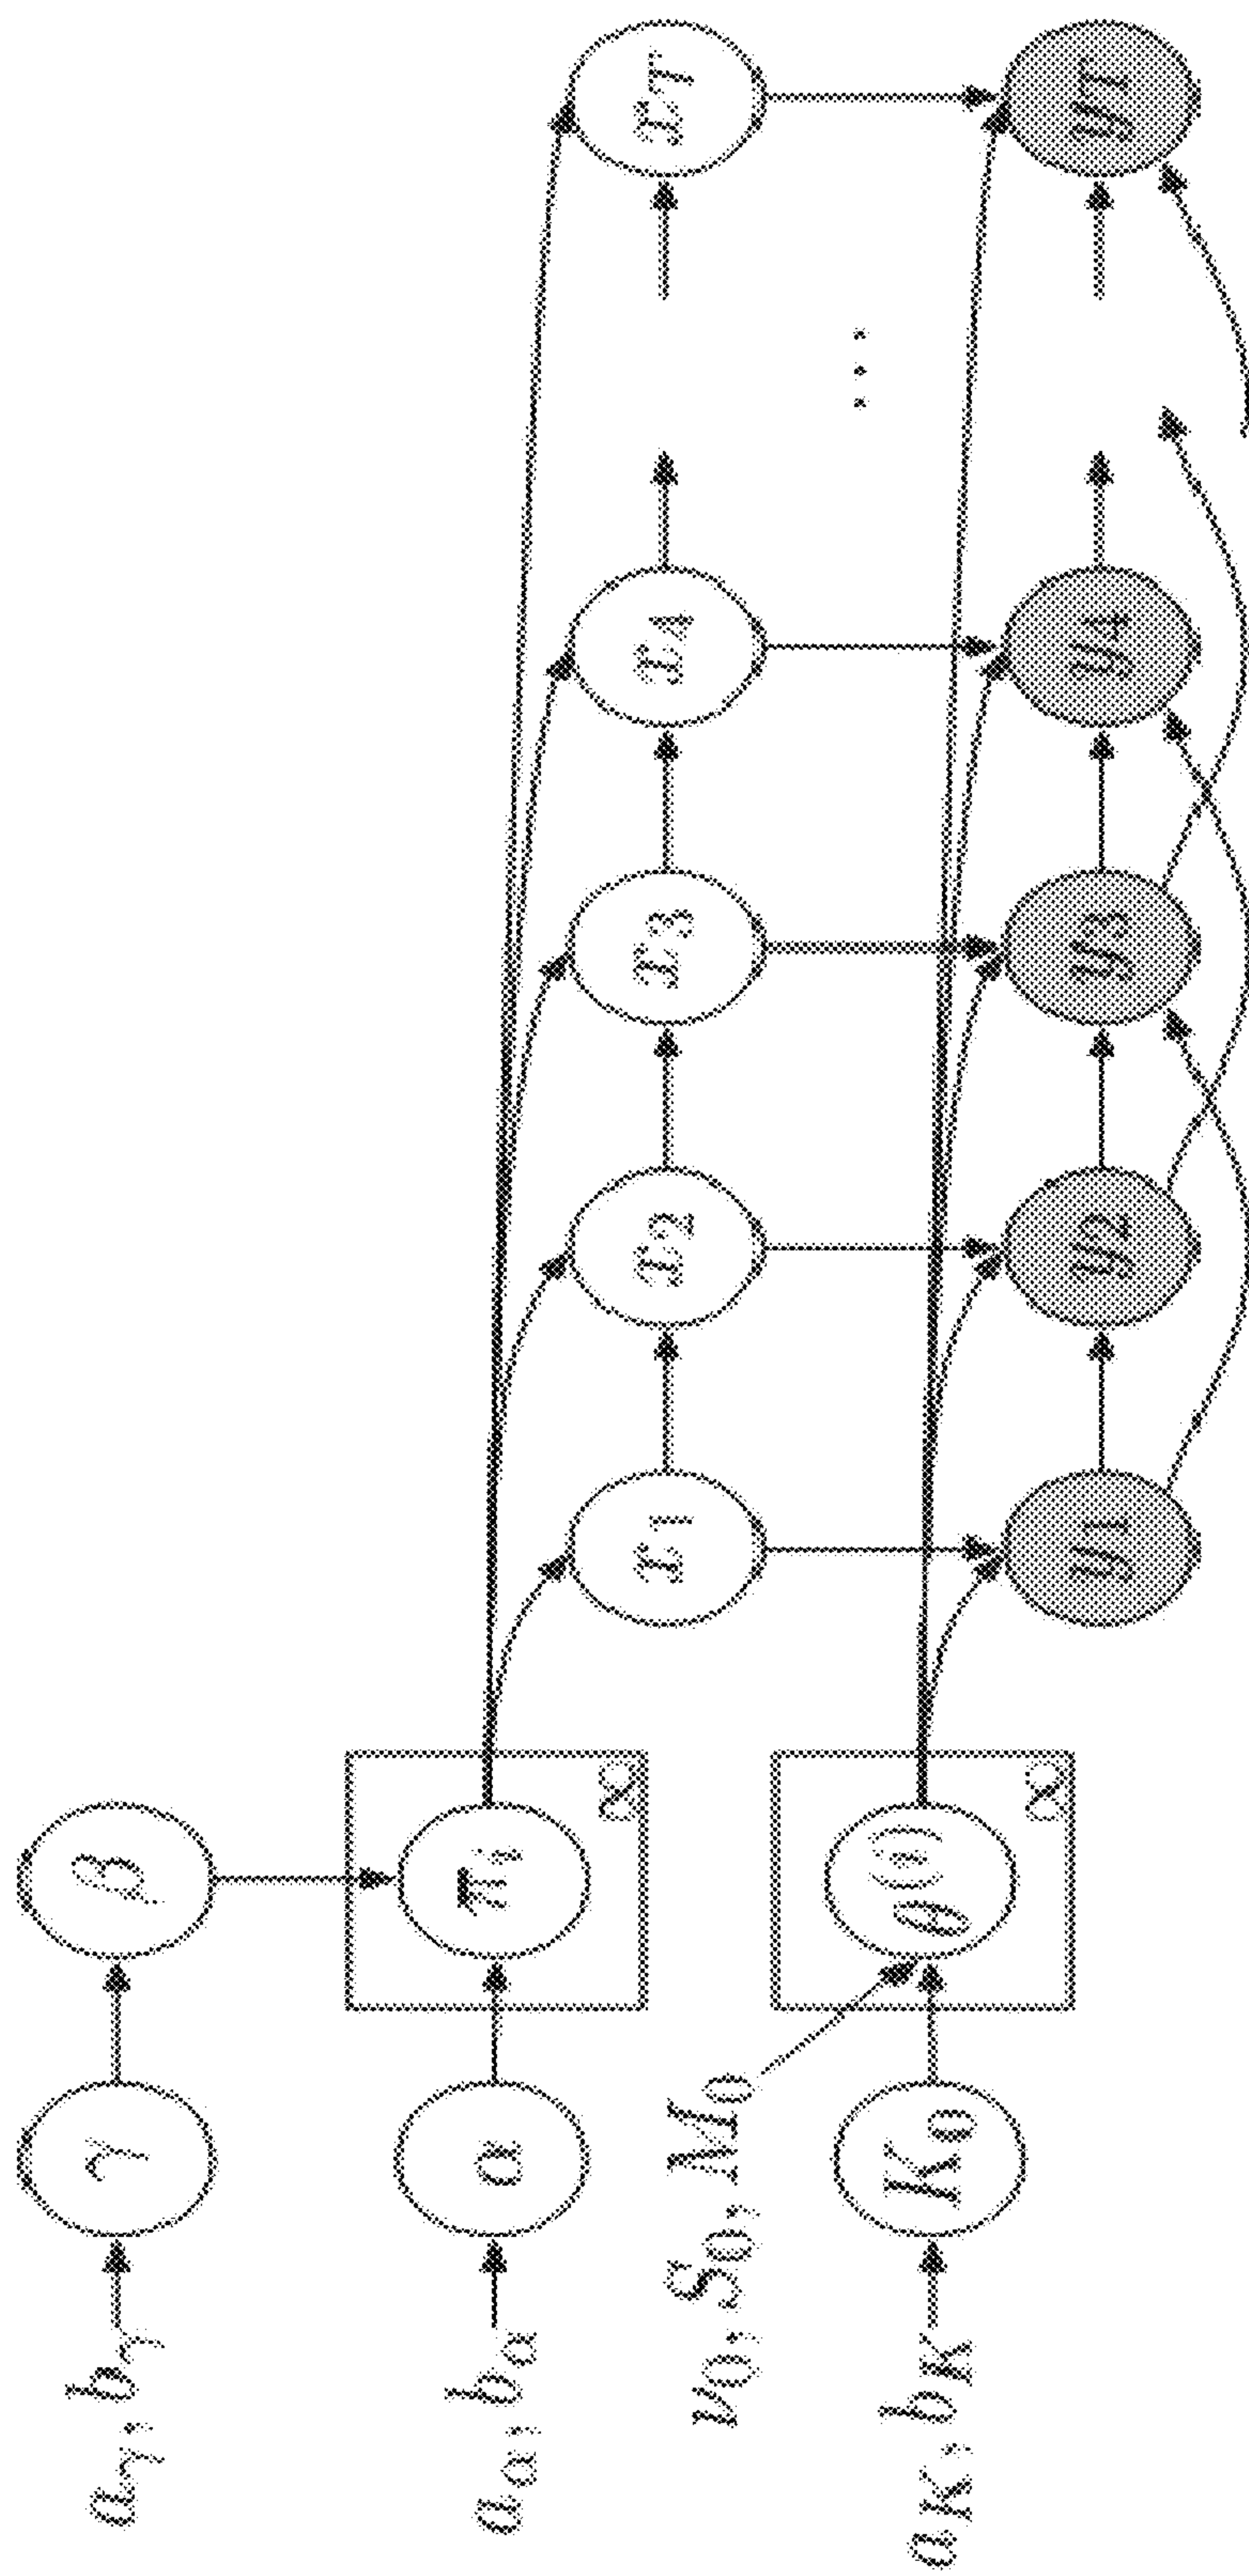 a_γ, b_γ
γ
β
a_α, b_α
α
π̄_i
∞
x_1
x_2
x_3
x_4
...
x_T
ν_0, S_0, M_0
a_K, b_K
K_0
θ^(i)
∞
y_1
y_2
y_3
y_4
y_T